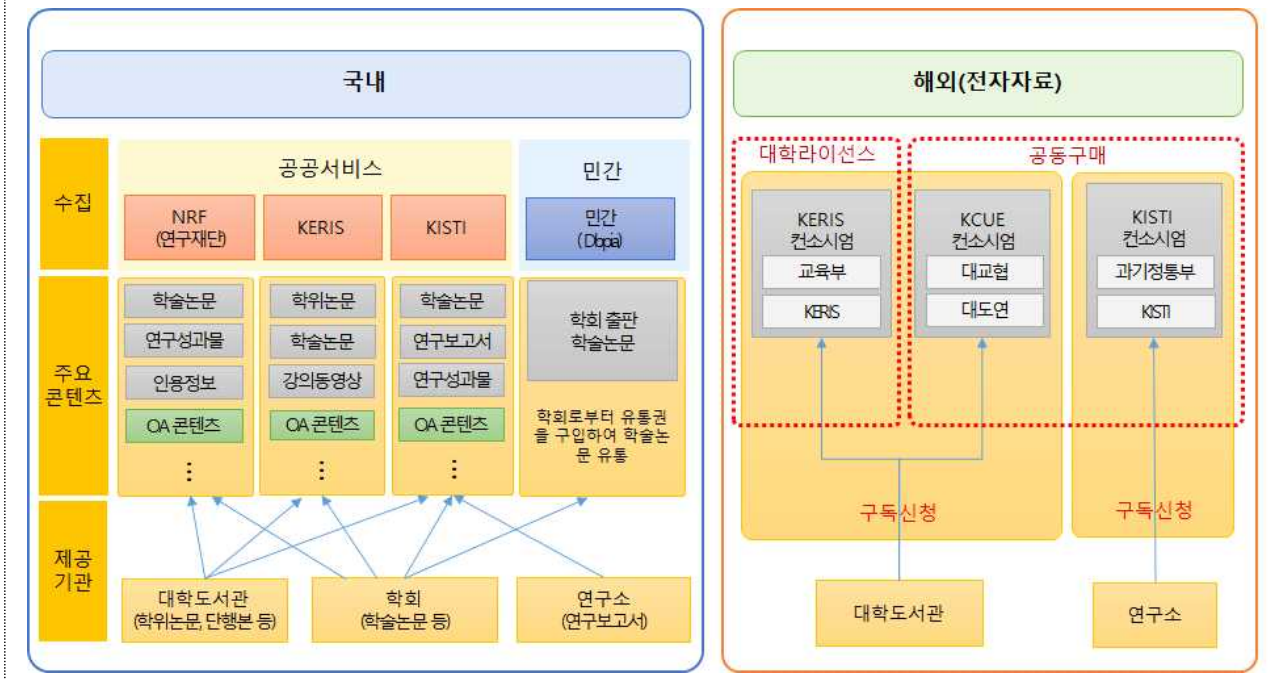 국내
수집
공공서비스
민간
NRF
(연구재단)
KERIS
KISTI
민간
(Dbpia)
주요
콘텐츠
학술논문
연구성과물
인용정보
OA 콘텐츠
⋮
학위논문
학술논문
강의동영상
OA 콘텐츠
⋮
학술논문
연구보고서
연구성과물
OA 콘텐츠
⋮
학회 출판
학술논문
학회로부터 유통권
을 구입하여 학술논
문 유통
제공
기관
대학도서관
(학위논문, 단행본 등)
학회
(학술논문 등)
연구소
(연구보고서)
해외(전자자료)
대학라이선스
공동구매
KERIS
컨소시엄
교육부
KERIS
KCUE
컨소시엄
대교협
대도연
KISTI
컨소시엄
과기정통부
KISTI
구독신청
구독신청
대학도서관
연구소